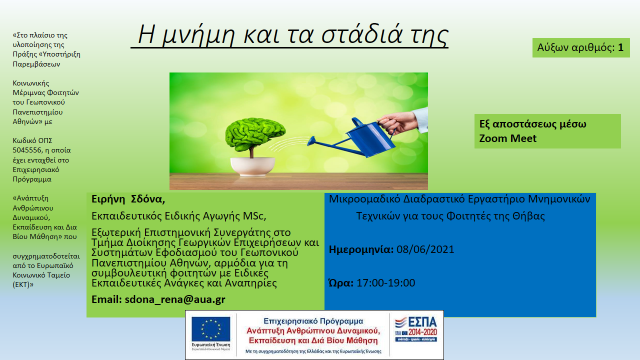 Η μνήμη και τα στάδιά της
Αύξων αριθμός: 1
«Στο πλαίσιο της
υλοποίησης της
Πράξης «Υποστήριξη
Παρεμβάσεων
Κοινωνικής
Μέριμνας Φοιτητών
του Γεωπονικού
Πανεπιστημίου
Αθηνών» με
Κωδικό ΟΠΣ
5045556, η οποία
έχει ενταχθεί στο
Επιχειρησιακό
Πρόγραμμα
«Ανάπτυξη
Ανθρώπινου
Δυναμικού,
Εκπαίδευση και Δια
Βίου Μάθηση» που
συγχρηματοδοτείται
από το Ευρωπαϊκό
Κοινωνικό Ταμείο
(ΕΚΤ)»
Εξ αποστάσεως μέσω
Zoom Meet
Ειρήνη Σδόνα,
Εκπαιδευτικός Ειδικής Αγωγής MSc,
Εξωτερική Επιστημονική Συνεργάτις στο
Τμήμα Διοίκησης Γεωργικών Επιχειρήσεων και
Συστημάτων Εφοδιασμού του Γεωπονικού
Πανεπιστημίου Αθηνών, αρμόδια για τη
συμβουλευτική φοιτητών με Ειδικές
Εκπαιδευτικές Ανάγκες και Αναπηρίες
Email: sdona_rena@aua.gr
Μικροομαδικό Διαδραστικό Εργαστήριο Μνημονικών
Τεχνικών για τους Φοιτητές της Θήβας
Ημερομηνία: 08/06/2021
Ώρα: 17:00-19:00
Ευρωπαϊκή Ένωση
Επιχειρησιακό Πρόγραμμα
Ανάπτυξη Ανθρώπινου Δυναμικού,
Εκπαίδευση και Διά Βίου Μάθηση
Με τη συγχρηματοδότηση της Ελλάδας και της Ευρωπαϊκής Ένωσης
ΕΣΠΑ
2014-2020